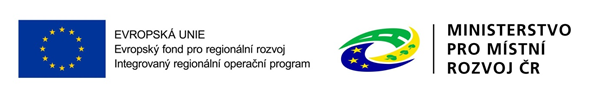 EVROPSKÁ UNIE
Evropský fond pro regionální rozvoj
Integrovaný regionální operační program
MINISTERSTVO
PRO MÍSTNÍ
ROZVOJ ČR